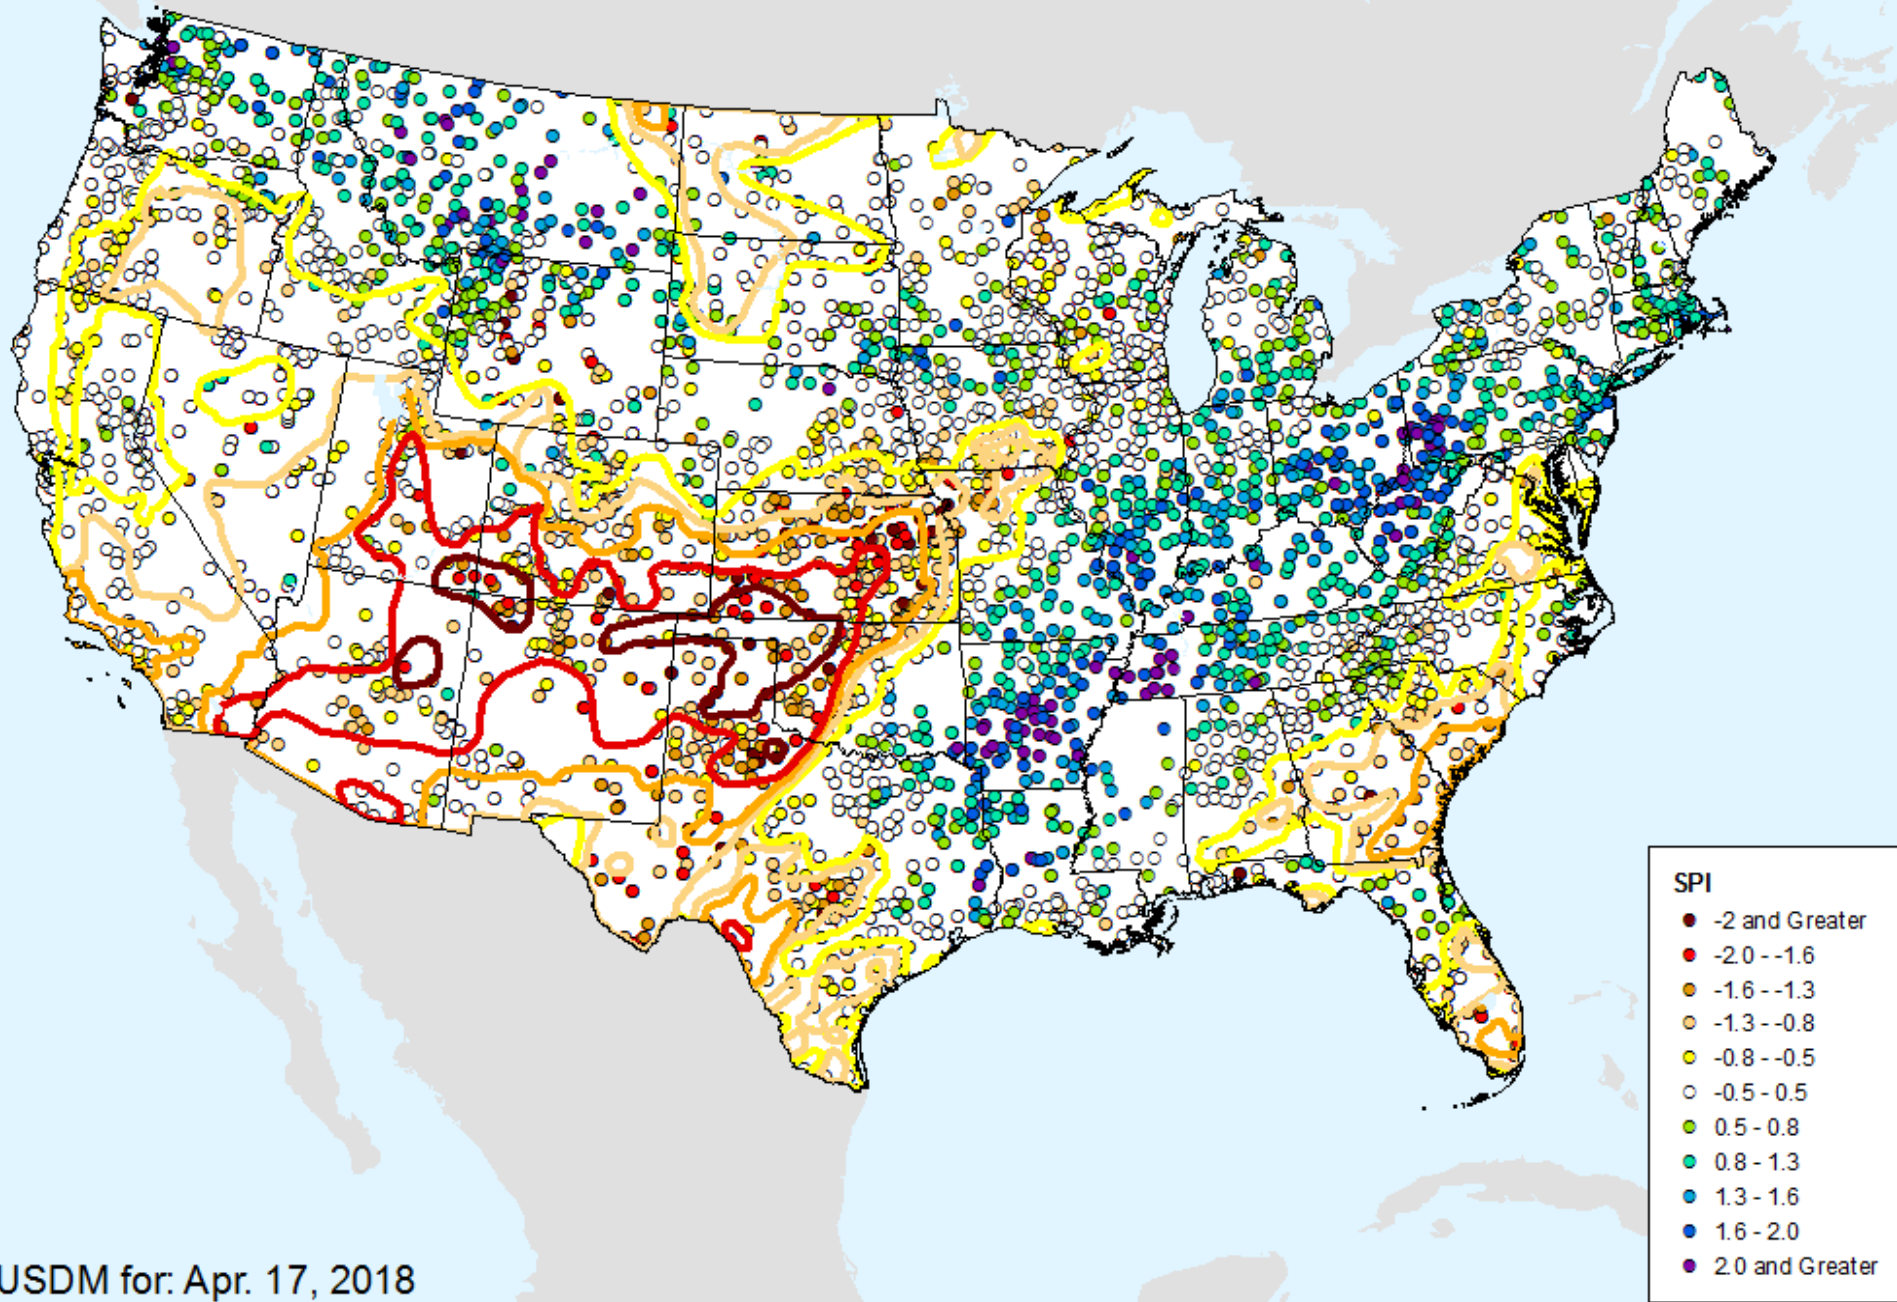 SPI
-2 and Greater
-2.0 - -1.6
-1.6 - -1.3
-1.3 - -0.8
-0.8 - -0.5
-0.5 - 0.5
0.5 - 0.8
0.8 - 1.3
1.3 - 1.6
1.6 - 2.0
2.0 and Greater
USDM for: Apr. 17, 2018